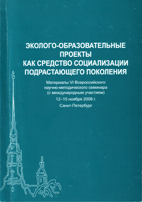 ЭКОЛОГО-ОБРАЗОВАТЕЛЬНЫЕ
ПРОЕКТЫ
КАК СРЕДСТВО СОЦИАЛИЗАЦИИ
ПОДРАСТАЮЩЕГО ПОКОЛЕНИЯ
Материалы VI Всероссийского
научно-методического семинара
(с международным участием)
12–15 ноября 2008 г.
Санкт-Петербург